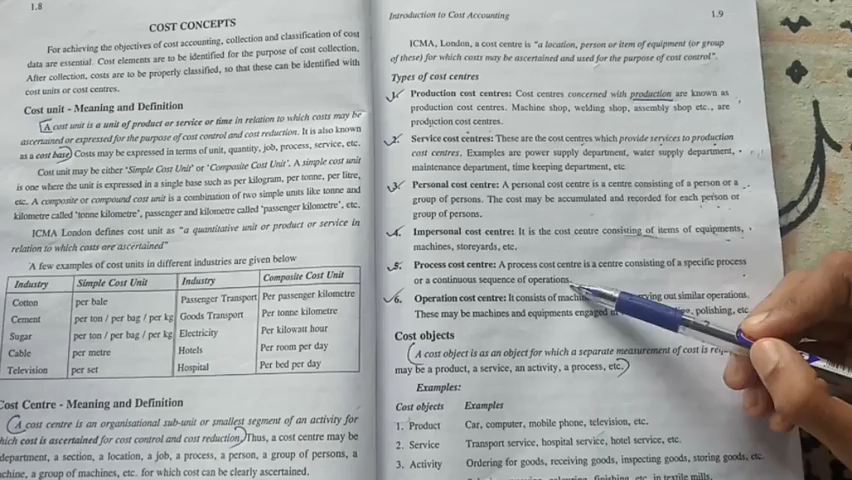 1.8
COST CONCEPTS
For achieving the objectives of cost accounting, collection and classification of cost
data are essential. Cost elements are to be identified for the purpose of cost collection,
After collection, costs are to be properly classified, so that these can be identified with
cost units or cost centres.
Cost unit - Meaning and Definition
A cost unit is a unit of product or service or time in relation to which costs may be
ascertained or expressed for the purpose of cost control and cost reduction. It is also known
as a cost base. Costs may be expressed in terms of unit, quantity, job, process, service, etc.
Cost unit may be either 'Simple Cost Unit' or 'Composite Cost Unit'. A simple cost unit
is one where the unit is expressed in a single base such as per kilogram, per tonne, per litre,
etc. A composite or compound cost unit is a combination of two simple units like tonne and
kilometre called 'tonne kilometre', passenger and kilometre called 'passenger kilometre', etc.
ICMA London defines cost unit as "a quantitative unit or product or service in
relation to which costs are ascertained"
A few examples of cost units in different industries are given below
Industry Simple Cost Unit Industry Composite Cost Unit
Cotton per bale Passenger Transport Per passenger kilometre
Cement per ton / per bag / per kg Goods Transport Per tonne kilometre
Sugar per ton / per bag / per kg Electricity Per kilowatt hour
Cable per metre Hotels Per room per day
Television per set Hospital Per bed per day
Cost Centre - Meaning and Definition
A cost centre is an organisational sub-unit or smallest segment of an activity for
which cost is ascertained for cost control and cost reduction. Thus, a cost centre may be
department, a section, a location, a job, a process, a person, a group of persons, a
machine, a group of machines, etc. for which cost can be clearly ascertained.
Introduction to Cost Accounting 1.9
ICMA, London, a cost centre is "a location, person or item of equipment (or group
of these) for which costs may be ascertained and used for the purpose of cost control".
Types of cost centres
1. Production cost centres: Cost centres concerned with production are known as
production cost centres. Machine shop, welding shop, assembly shop etc., are
production cost centres.
2. Service cost centres: These are the cost centres which provide services to production
cost centres. Examples are power supply department, water supply department,
maintenance department, time keeping department, etc.
3. Personal cost centre: A personal cost centre is a centre consisting of a person or a
group of persons. The cost may be accumulated and recorded for each person or
group of persons.
4. Impersonal cost centre: It is the cost centre consisting of items of equipments,
machines, storeyards, etc.
5. Process cost centre: A process cost centre is a centre consisting of a specific process
or a continuous sequence of operations.
6. Operation cost centre: It consists of machin rying out similar operations.
These may be machines and equipments engaged polishing, etc.
Cost objects
A cost object is as an object for which a separate measurement of cost is
may be a product, a service, an activity, a process, etc.
Examples:
Cost objects Examples
1. Product Car, computer, mobile phone, television, etc.
2. Service Transport service, hospital service, hotel service, etc.
3. Activity Ordering for goods, receiving goods, inspecting goods, storing goods, etc.
finishing, etc. in textile mills.